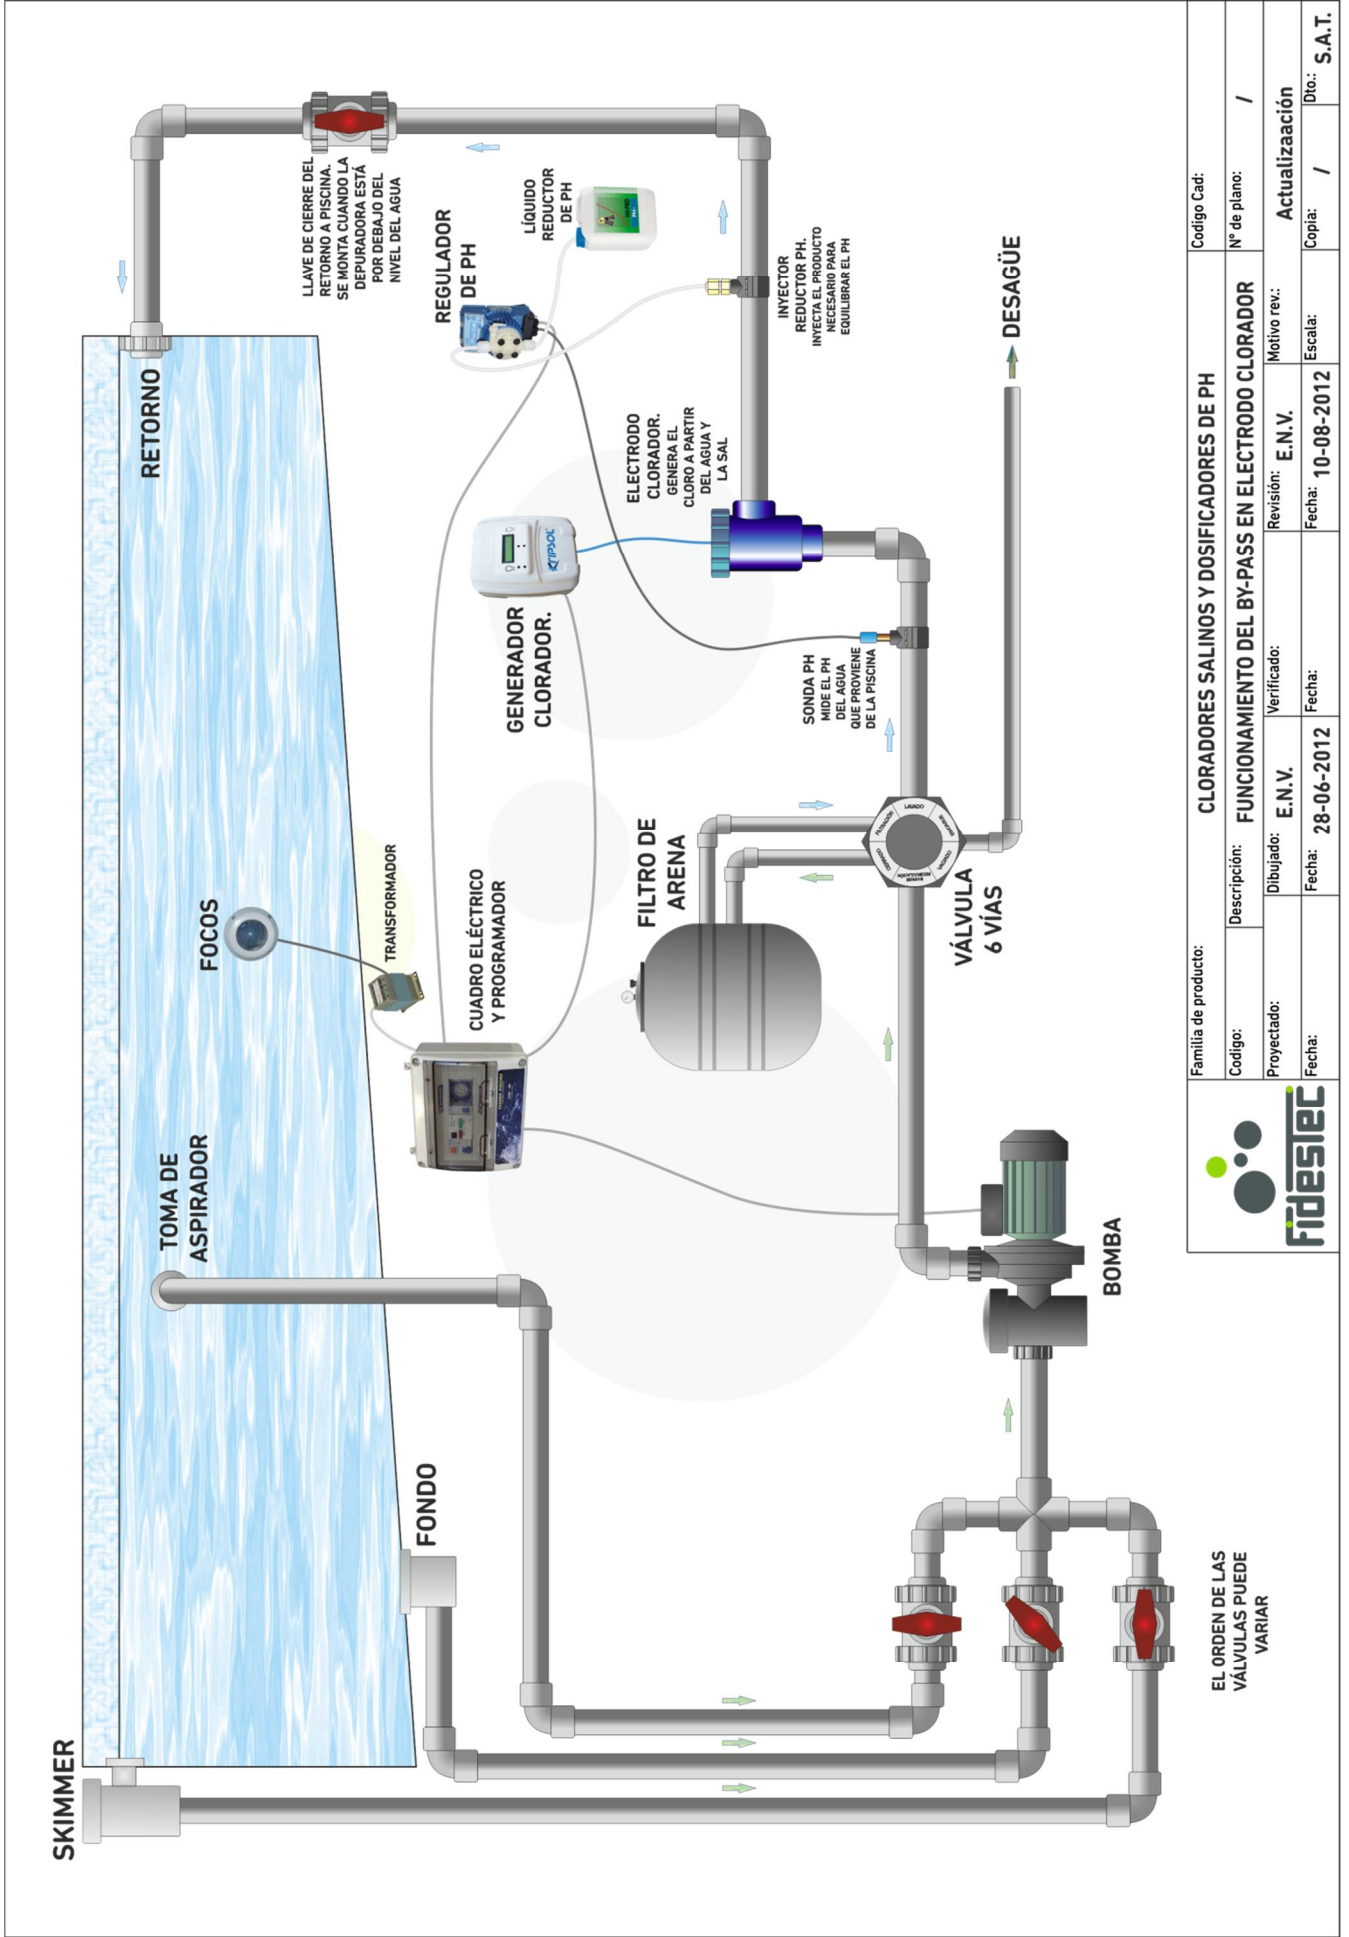 SKIMMER
FONDO
TOMA DE
ASPIRADOR
FOCOS
TRANSFORMADOR
CUADRO ELÉCTRICO
Y PROGRAMADOR
RETORNO
LLAVE DE CIERRE DEL
RETORNO A PISCINA.
SE MONTA CUANDO LA
DEPURADORA ESTÁ
POR DEBAJO DEL
NIVEL DEL AGUA
REGULADOR
DE PH
LÍQUIDO
REDUCTOR
DE PH
GENERADOR
CLORADOR.
KRIPSOL
ELECTRODO
CLORADOR.
GENERA EL
CLORO A PARTIR
DEL AGUA Y
LA SAL
INYECTOR
REDUCTOR PH.
INYECTA EL PRODUCTO
NECESARIO PARA
EQUILIBRAR EL PH
SONDA PH
MIDE EL PH
DEL AGUA
QUE PROVIENE
DE LA PISCINA
FILTRO DE
ARENA
VÁLVULA
6 VÍAS
FILTRACIÓN
LAVADO
CERRADO
DESAGÜE
BOMBA
EL ORDEN DE LAS
VÁLVULAS PUEDE
VARIAR
Fidestec
Familia de producto:
CLORADORES SALINOS Y DOSIFICADORES DE PH
Codigo Cad:
Codigo:
Descripción:
FUNCIONAMIENTO DEL BY-PASS EN ELECTRODO CLORADOR
Nº de plano:
/
Proyectado:
Dibujado: E.N.V.
Verificado:
Revisión: E.N.V.
Motivo rev.:
Actualizaación
Fecha:
Fecha: 28-06-2012
Fecha:
Fecha: 10-08-2012
Escala:
Copia: /
Dto.: S.A.T.